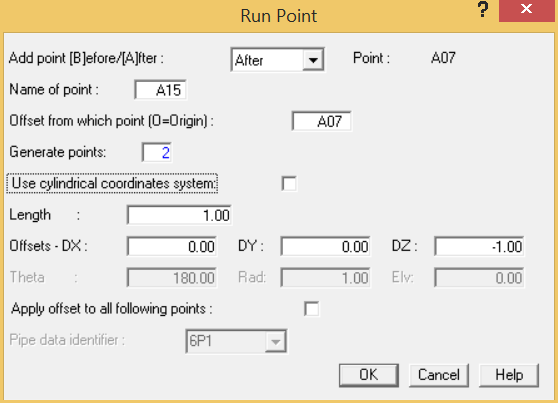 Run Point
?
x
Add point [B]efore/[A]fter : After Point : A07
Name of point : A15
Offset from which point (O=Origin) : A07
Generate points: 2
Use cylindrical coordinates system:
Length : 1.00
Offsets - DX : 0.00 DY : 0.00 DZ : -1.00
Theta : 180.00 Rad: 1.00 Elv: 0.00
Apply offset to all following points :
Pipe data identifier : 6P1
OK Cancel Help